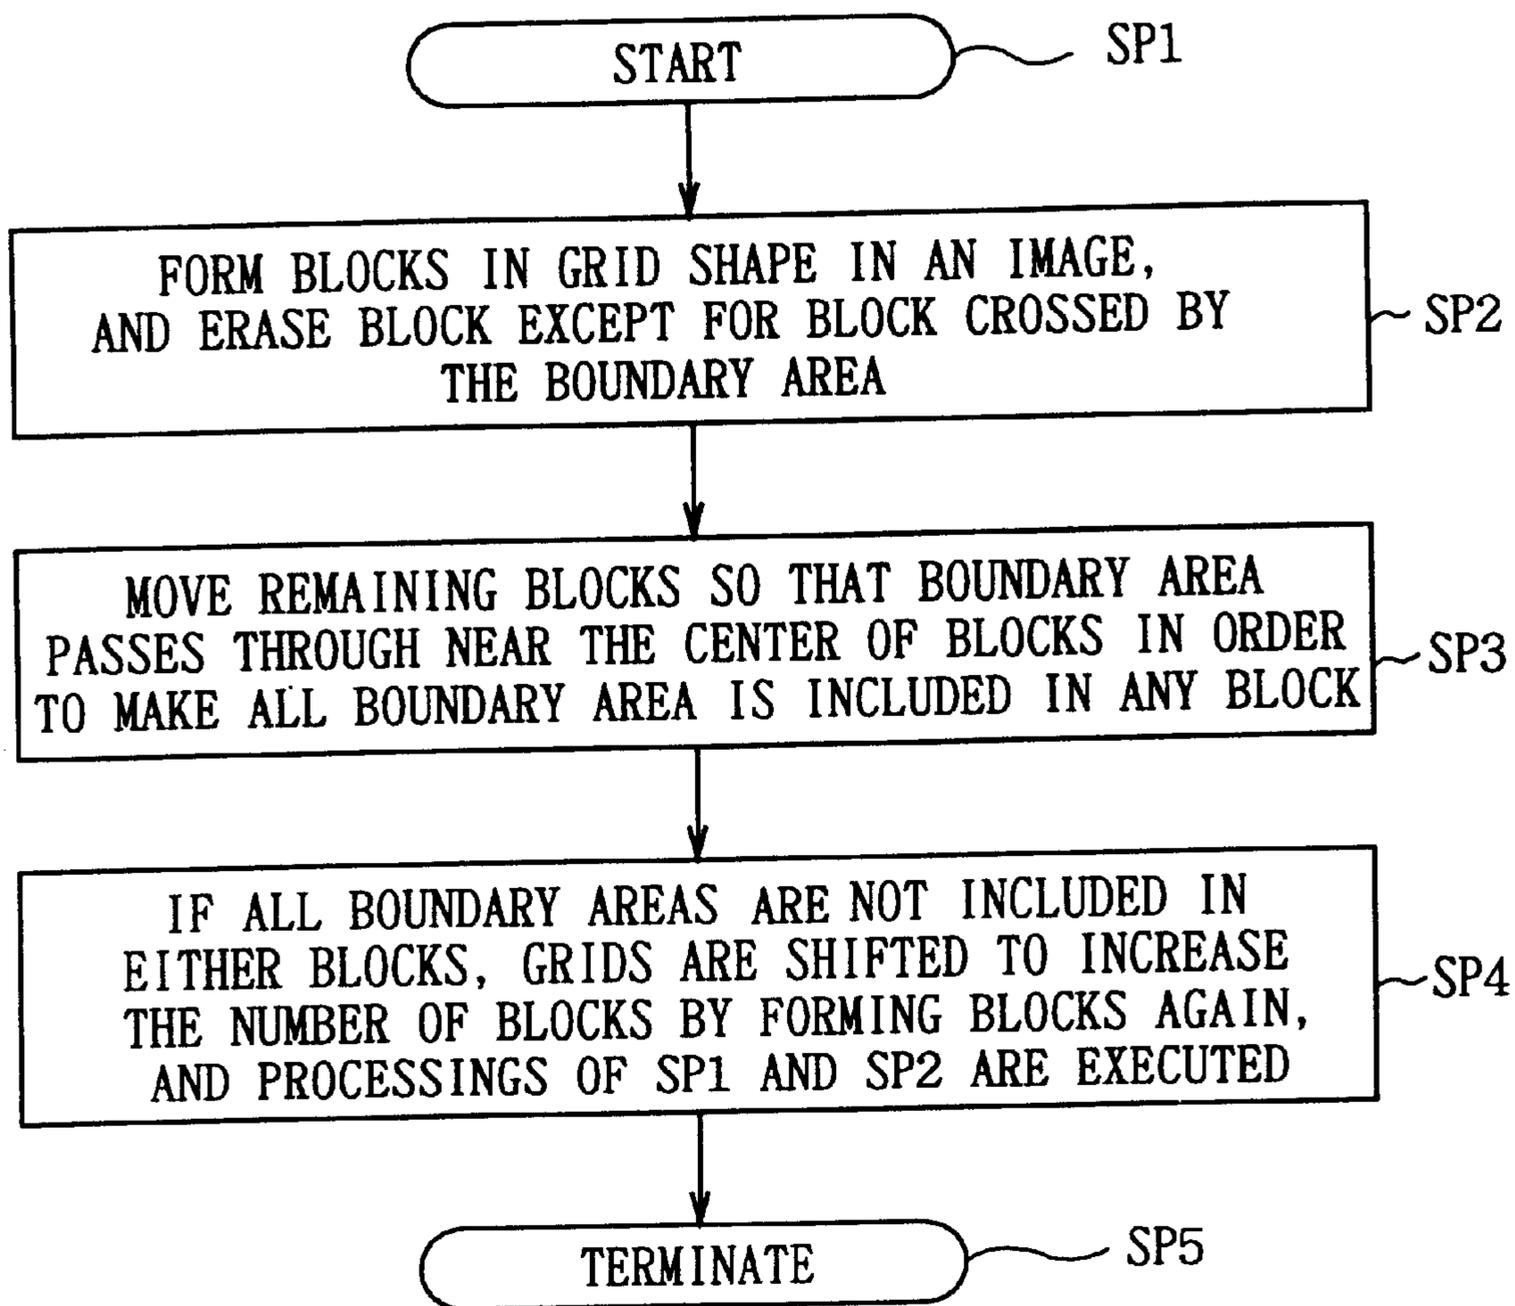 START
SP1
FORM BLOCKS IN GRID SHAPE IN AN IMAGE,
AND ERASE BLOCK EXCEPT FOR BLOCK CROSSED BY
THE BOUNDARY AREA
SP2
MOVE REMAINING BLOCKS SO THAT BOUNDARY AREA
PASSES THROUGH NEAR THE CENTER OF BLOCKS IN ORDER
TO MAKE ALL BOUNDARY AREA IS INCLUDED IN ANY BLOCK
SP3
IF ALL BOUNDARY AREAS ARE NOT INCLUDED IN
EITHER BLOCKS, GRIDS ARE SHIFTED TO INCREASE
THE NUMBER OF BLOCKS BY FORMING BLOCKS AGAIN,
AND PROCESSINGS OF SP1 AND SP2 ARE EXECUTED
SP4
TERMINATE
SP5